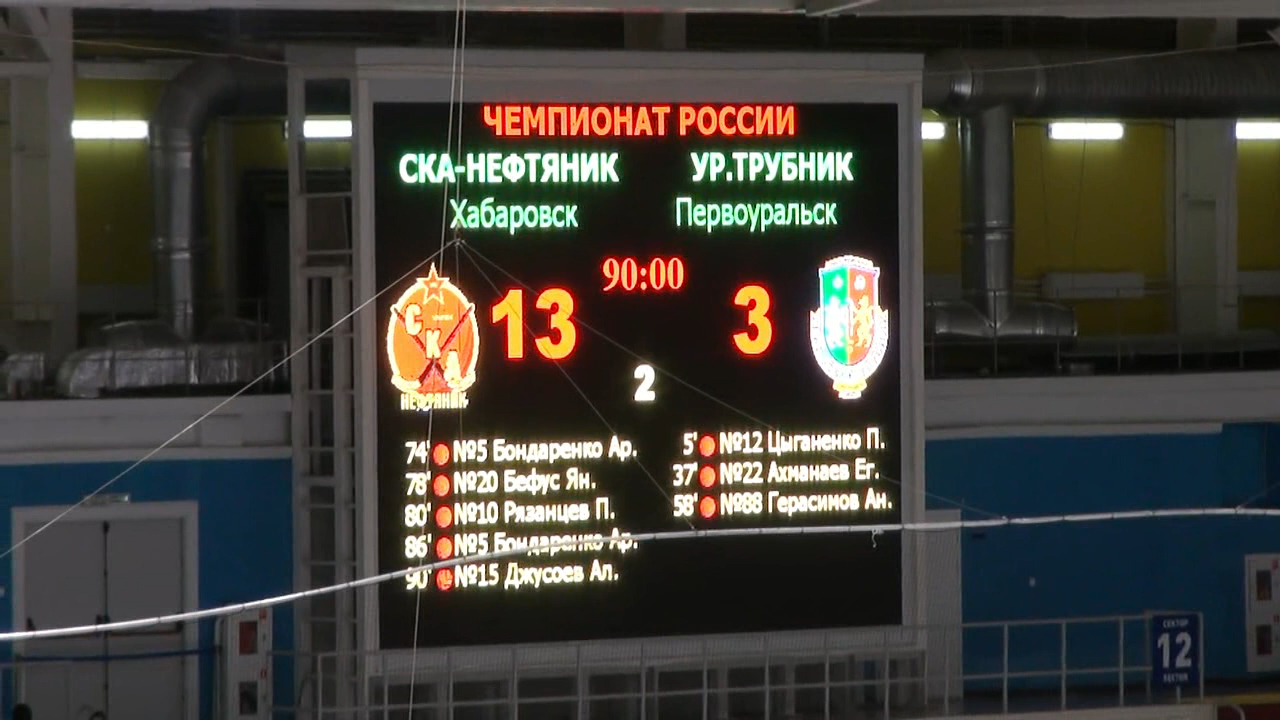 ЧЕМПИОНАТ РОССИИ
СКА-НЕФТЯНИК УР.ТРУБНИК
Хабаровск Первоуральск
90:00
13 3
СКА
НЕФТЯНИК
2
74' №5 Бондаренко Ар.
78' №20 Бефус Ян.
80' №10 Рязанцев П.
86' №5 Бондаренко Ар.
90' №15 Джусоев Ал.
5' №12 Цыганенко П.
37' №22 Ахманаев Ег.
58' №88 Герасимов Ан.
СЕКТОР
12